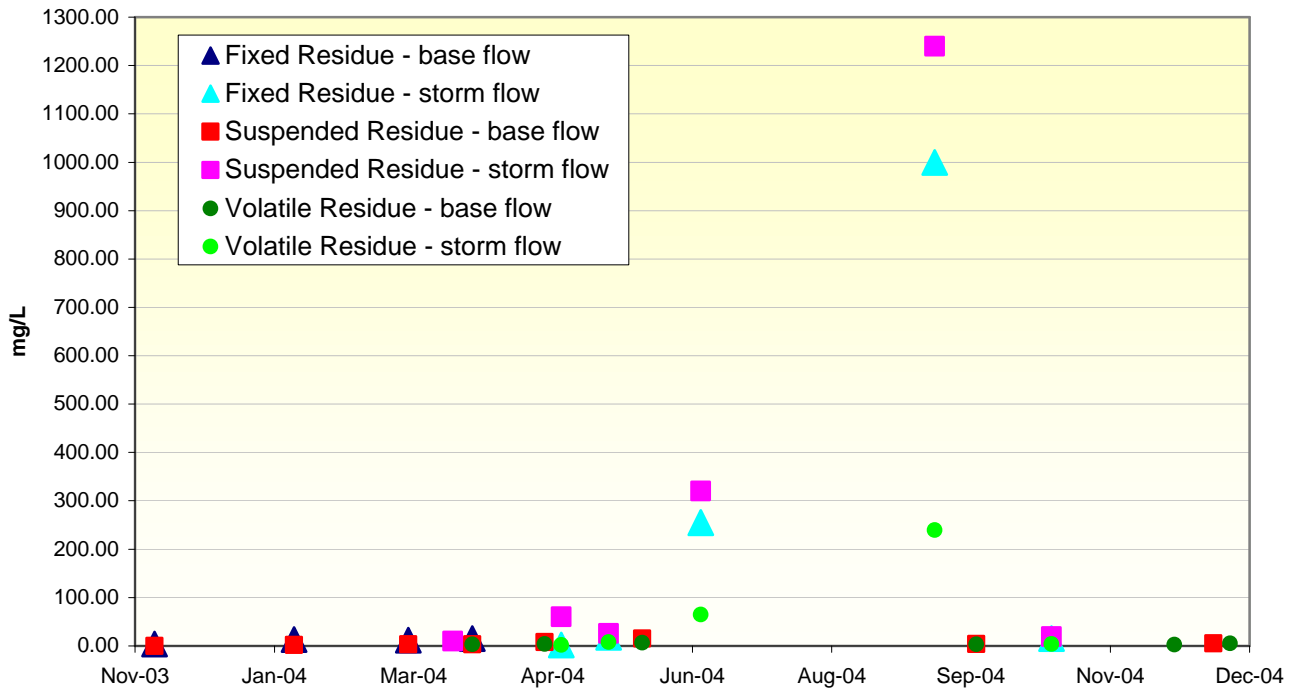 1300.00
1200.00
1100.00
1000.00
900.00
800.00
700.00
600.00
500.00
400.00
300.00
200.00
100.00
0.00
mg/L
Fixed Residue - base flow
Fixed Residue - storm flow
Suspended Residue - base flow
Suspended Residue - storm flow
Volatile Residue - base flow
Volatile Residue - storm flow
Nov-03 Jan-04 Mar-04 Apr-04 Jun-04 Aug-04 Sep-04 Nov-04 Dec-04